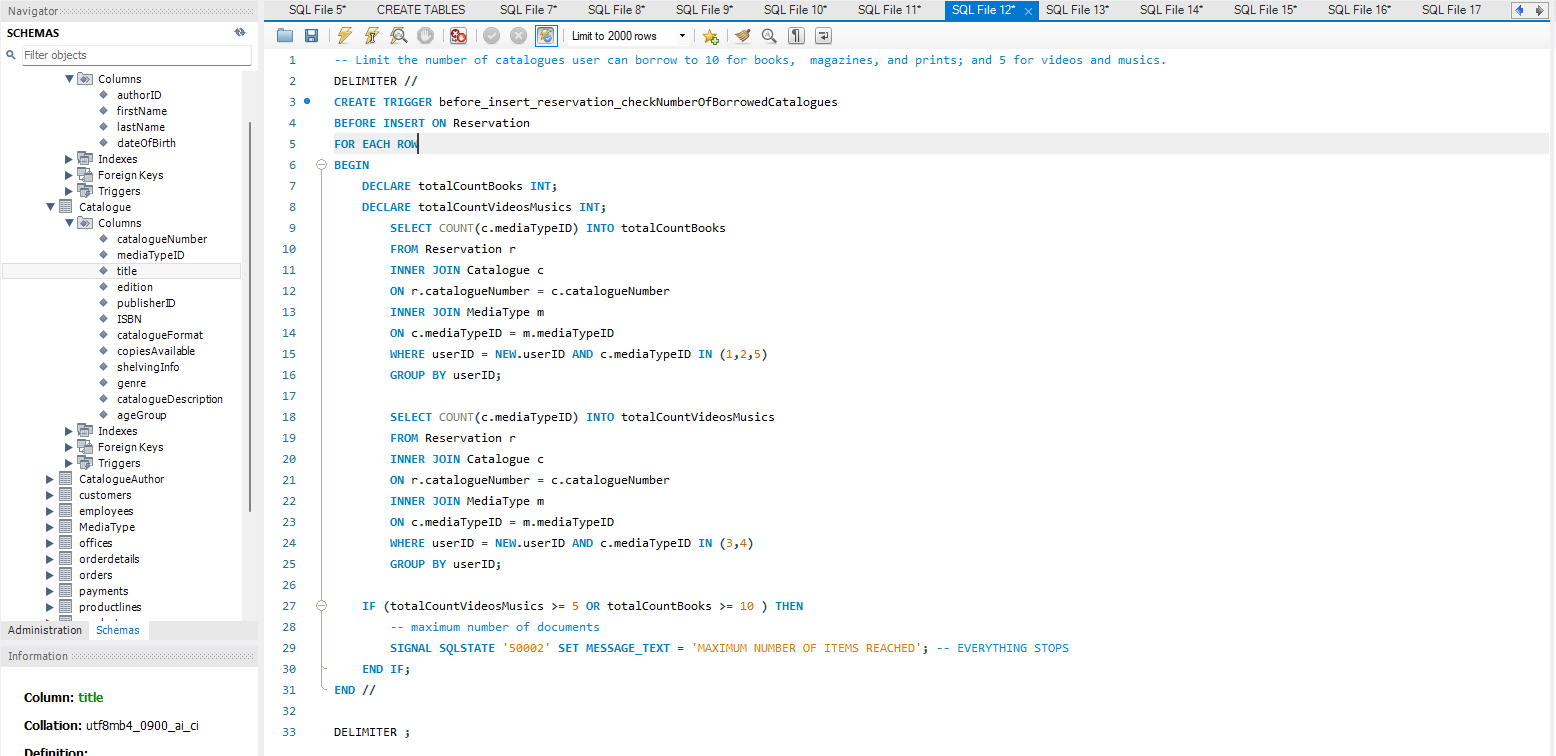 Navigator
SCHEMAS
Filter objects
Columns
authorID
firstName
lastName
dateOfBirth
Indexes
Foreign Keys
Triggers
Catalogue
Columns
catalogueNumber
mediaTypeID
title
edition
publisherID
ISBN
catalogueFormat
copiesAvailable
shelvingInfo
genre
catalogueDescription
ageGroup
Indexes
Foreign Keys
Triggers
CatalogueAuthor
customers
employees
MediaType
offices
orderdetails
orders
payments
productlines
Administration Schemas
Information
Column: title
Collation: utf8mb4_0900_ai_ci
Definition:
SQL File 5* CREATE TABLES SQL File 7* SQL File 8* SQL File 9* SQL File 10* SQL File 11* SQL File 12* SQL File 13* SQL File 14* SQL File 15* SQL File 16* SQL File 17
Limit to 2000 rows
1 -- Limit the number of catalogues user can borrow to 10 for books,  magazines, and prints; and 5 for videos and musics.
2 DELIMITER //
3 CREATE TRIGGER before_insert_reservation_checkNumberOfBorrowedCatalogues
4 BEFORE INSERT ON Reservation
5 FOR EACH ROW
6 BEGIN
7 DECLARE totalCountBooks INT;
8 DECLARE totalCountVideosMusics INT;
9 SELECT COUNT(c.mediaTypeID) INTO totalCountBooks
10 FROM Reservation r
11 INNER JOIN Catalogue c
12 ON r.catalogueNumber = c.catalogueNumber
13 INNER JOIN MediaType m
14 ON c.mediaTypeID = m.mediaTypeID
15 WHERE userID = NEW.userID AND c.mediaTypeID IN (1,2,5)
16 GROUP BY userID;
17
18 SELECT COUNT(c.mediaTypeID) INTO totalCountVideosMusics
19 FROM Reservation r
20 INNER JOIN Catalogue c
21 ON r.catalogueNumber = c.catalogueNumber
22 INNER JOIN MediaType m
23 ON c.mediaTypeID = m.mediaTypeID
24 WHERE userID = NEW.userID AND c.mediaTypeID IN (3,4)
25 GROUP BY userID;
26
27 IF (totalCountVideosMusics >= 5 OR totalCountBooks >= 10 ) THEN
28 -- maximum number of documents
29 SIGNAL SQLSTATE '50002' SET MESSAGE_TEXT = 'MAXIMUM NUMBER OF ITEMS REACHED'; -- EVERYTHING STOPS
30 END IF;
31 END //
32
33 DELIMITER ;